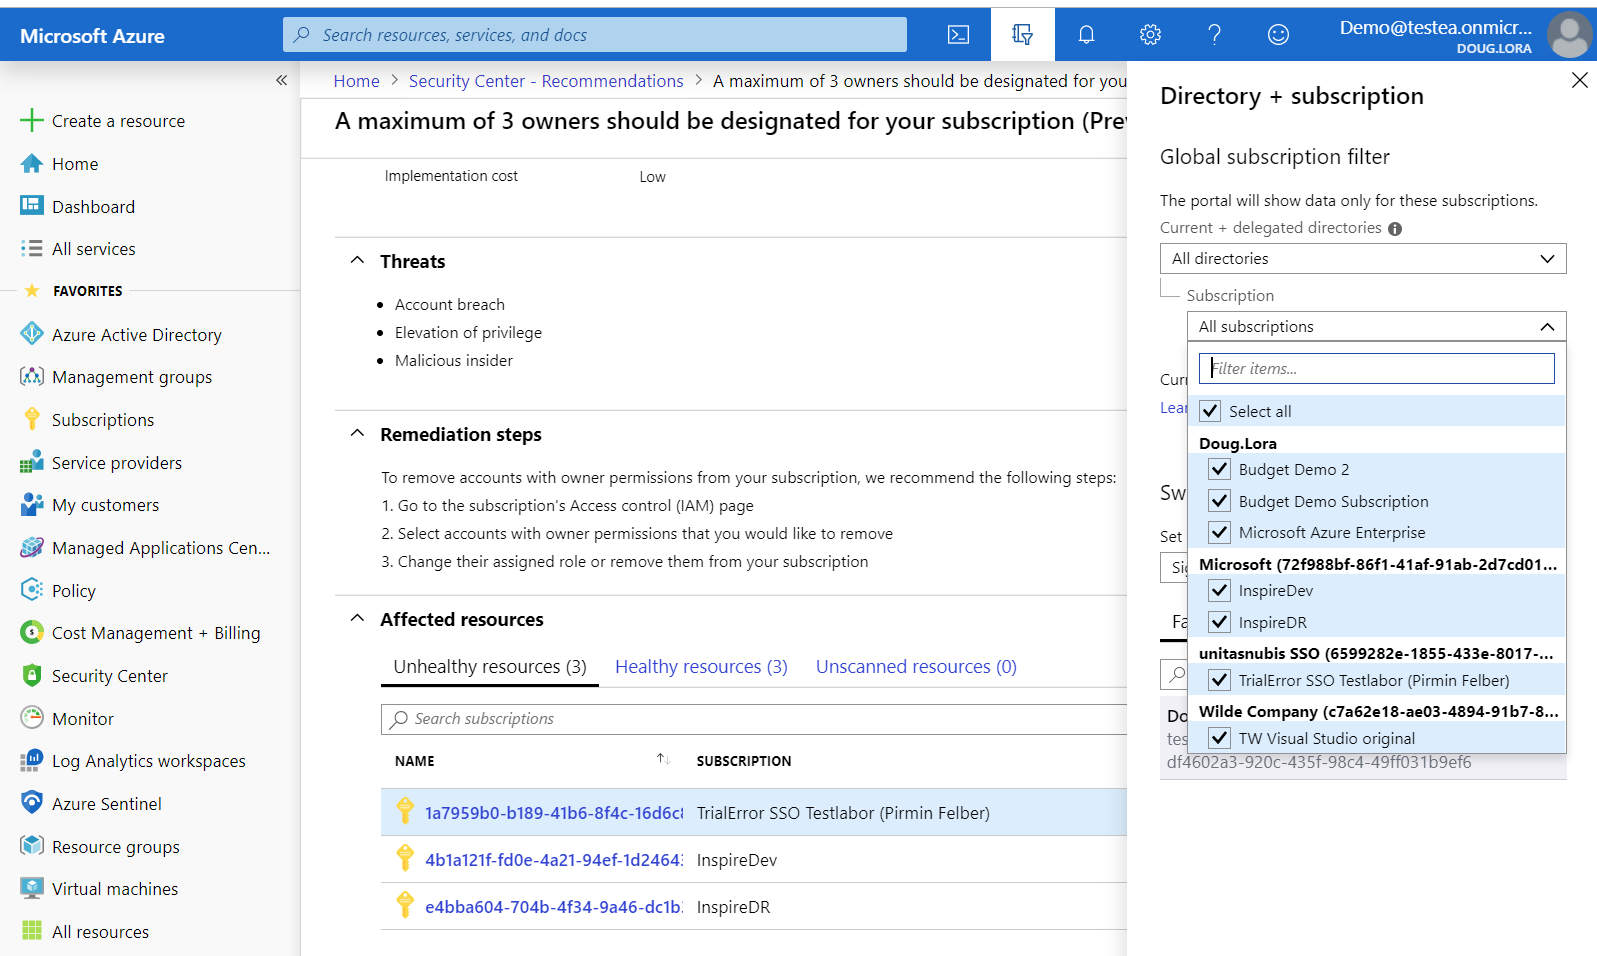 Microsoft Azure
Search resources, services, and docs
Demo@testea.onmicr...
DOUG.LORA
Create a resource
Home
Dashboard
All services
FAVORITES
Azure Active Directory
Management groups
Subscriptions
Service providers
My customers
Managed Applications Cen...
Policy
Cost Management + Billing
Security Center
Monitor
Log Analytics workspaces
Azure Sentinel
Resource groups
Virtual machines
All resources
Home > Security Center - Recommendations > A maximum of 3 owners should be designated for you
A maximum of 3 owners should be designated for your subscription (Pre
Implementation cost Low
Threats
• Account breach
• Elevation of privilege
• Malicious insider
Remediation steps
To remove accounts with owner permissions from your subscription, we recommend the following steps:
1. Go to the subscription's Access control (IAM) page
2. Select accounts with owner permissions that you would like to remove
3. Change their assigned role or remove them from your subscription
Affected resources
Unhealthy resources (3) Healthy resources (3) Unscanned resources (0)
Search subscriptions
NAME SUBSCRIPTION
1a7959b0-b189-41b6-8f4c-16d6c TrialError SSO Testlabor (Pirmin Felber)
4b1a121f-fd0e-4a21-94ef-1d2464 InspireDev
e4bba604-704b-4f34-9a46-dc1b InspireDR
Directory + subscription
Global subscription filter
The portal will show data only for these subscriptions.
Current + delegated directories
All directories
Subscription
All subscriptions
Filter items...
Select all
Doug.Lora
Budget Demo 2
Budget Demo Subscription
Microsoft Azure Enterprise
Microsoft (72f988bf-86f1-41af-91ab-2d7cd01...
InspireDev
InspireDR
unitasnubis SSO (6599282e-1855-433e-8017-...
TrialError SSO Testlabor (Pirmin Felber)
Wilde Company (c7a62e18-ae03-4894-91b7-8...
TW Visual Studio original
Curr
Lear
Sw
Set
Sig
Fa
Do
tes
df4602a3-920c-435f-98c4-49ff031b9ef6